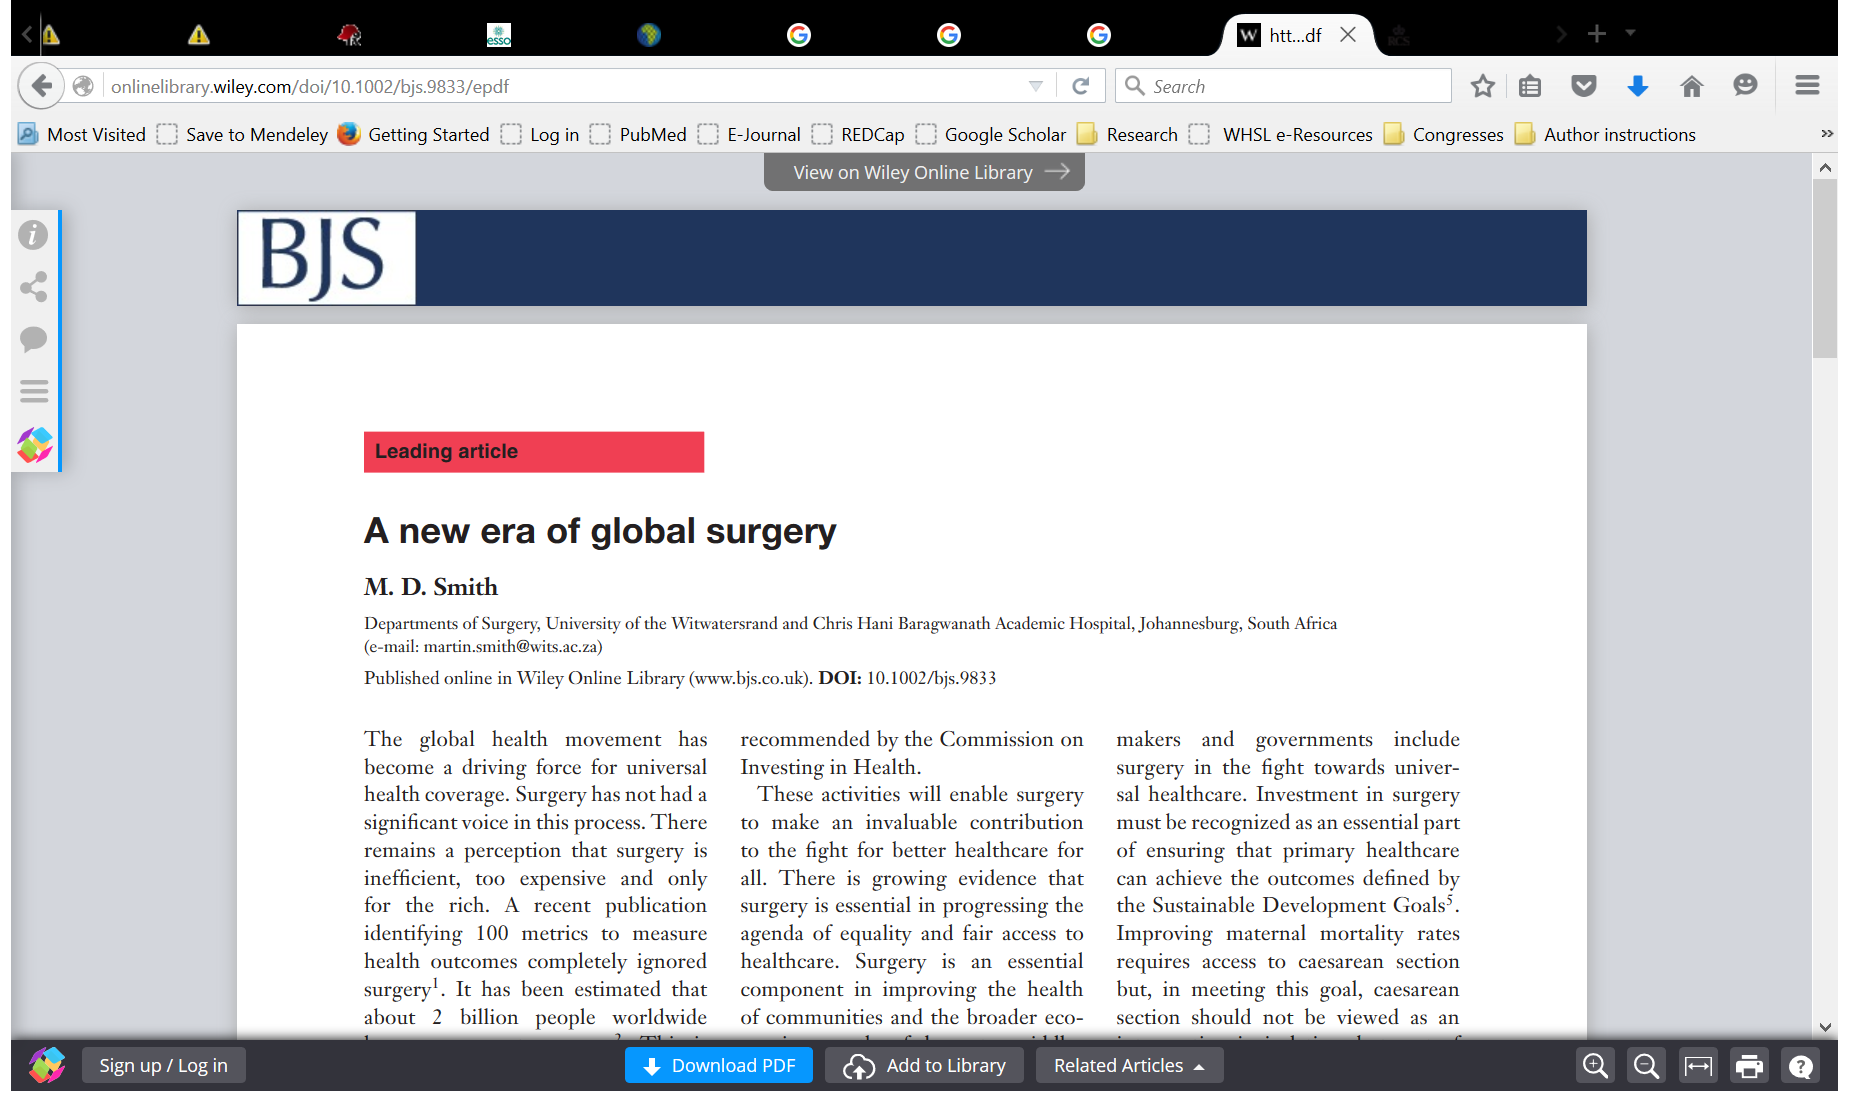 esso
W
htt...df
RCS
onlinelibrary.wiley.com/doi/10.1002/bjs.9833/epdf
Search
Most Visited
Save to Mendeley
Getting Started
Log in
PubMed
E-Journal
REDCap
Google Scholar
Research
WHSL e-Resources
Congresses
Author instructions
»
View on Wiley Online Library
BJS
Leading article
A new era of global surgery
M. D. Smith
Departments of Surgery, University of the Witwatersrand and Chris Hani Baragwanath Academic Hospital, Johannesburg, South Africa
(e-mail: martin.smith@wits.ac.za)
Published online in Wiley Online Library (www.bjs.co.uk). DOI: 10.1002/bjs.9833
The global health movement has
become a driving force for universal
health coverage. Surgery has not had a
significant voice in this process. There
remains a perception that surgery is
inefficient, too expensive and only
for the rich. A recent publication
identifying 100 metrics to measure
health outcomes completely ignored
surgery1. It has been estimated that
about 2 billion people worldwide
recommended by the Commission on
Investing in Health.
These activities will enable surgery
to make an invaluable contribution
to the fight for better healthcare for
all. There is growing evidence that
surgery is essential in progressing the
agenda of equality and fair access to
healthcare. Surgery is an essential
component in improving the health
of communities and the broader eco-
makers and governments include
surgery in the fight towards univer-
sal healthcare. Investment in surgery
must be recognized as an essential part
of ensuring that primary healthcare
can achieve the outcomes defined by
the Sustainable Development Goals5.
Improving maternal mortality rates
requires access to caesarean section
but, in meeting this goal, caesarean
section should not be viewed as an
Sign up / Log in
Download PDF
Add to Library
Related Articles